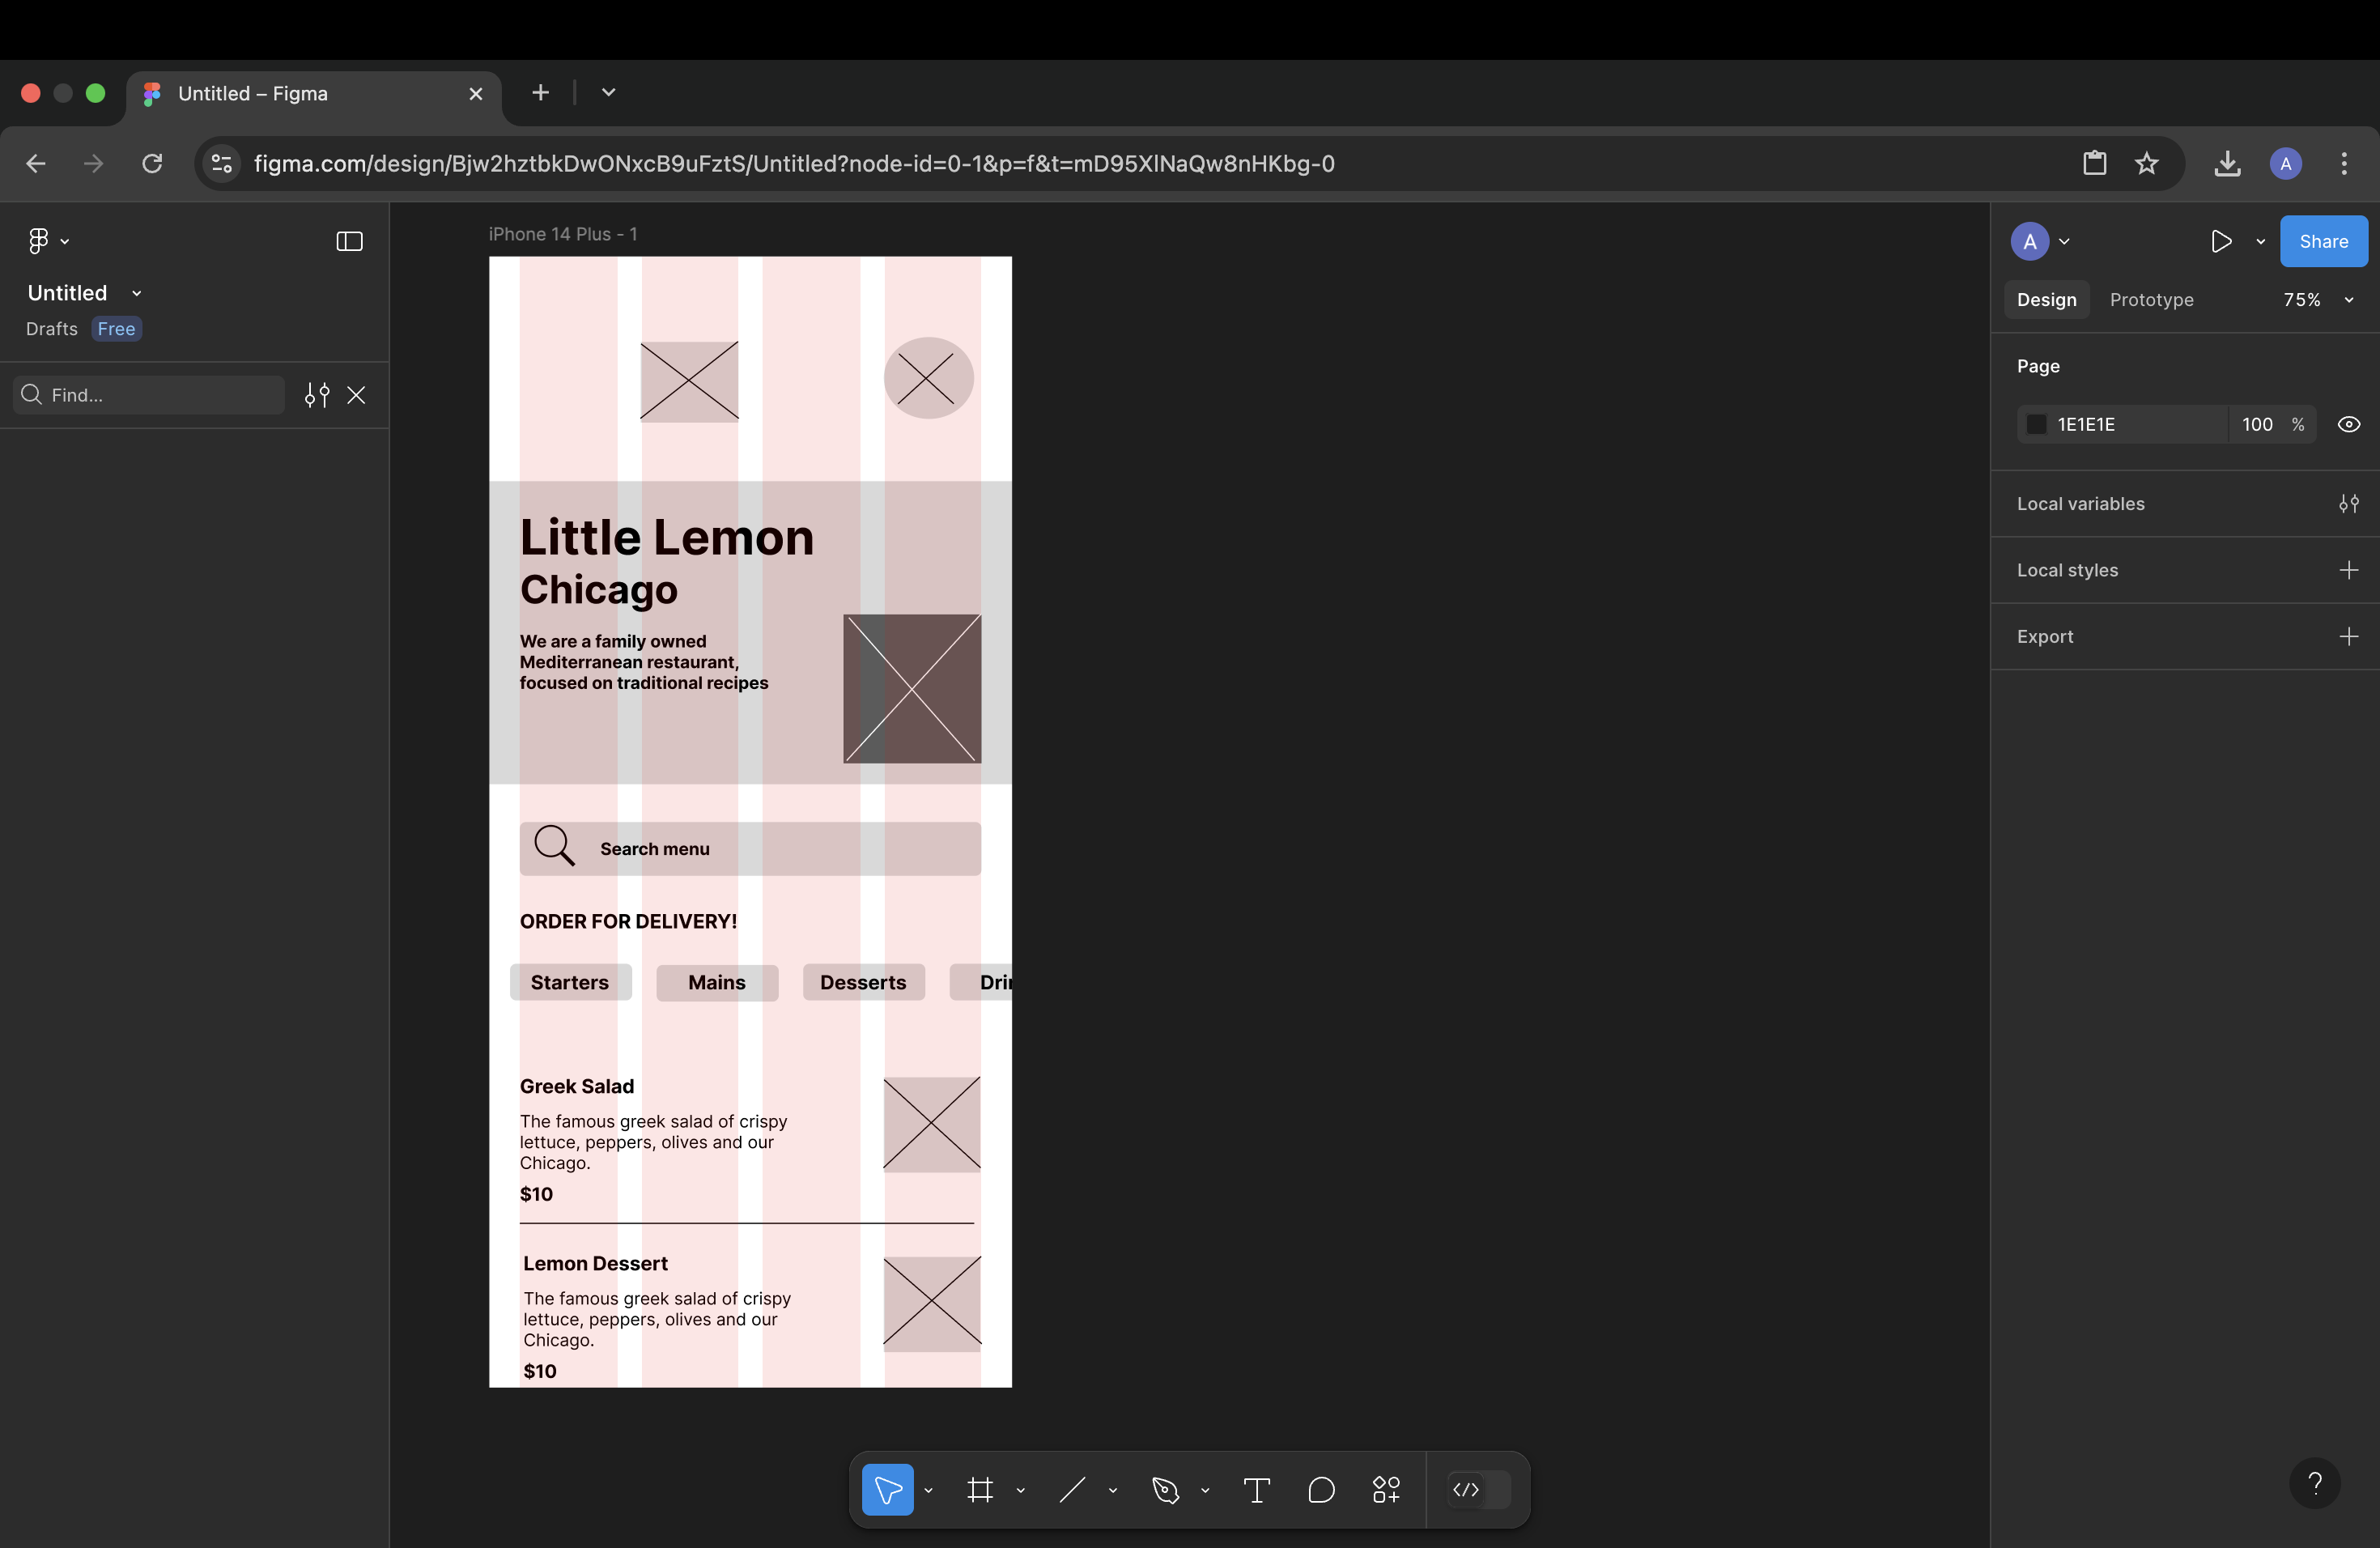 Untitled – Figma
figma.com/design/Bjw2hztbkDwONxcB9uFztS/Untitled?node-id=0-1&p=f&t=mD95XlNaQw8nHKbg-0
A
Untitled
Drafts Free
Find...
iPhone 14 Plus - 1
Little Lemon
Chicago
We are a family owned
Mediterranean restaurant,
focused on traditional recipes
Search menu
ORDER FOR DELIVERY!
Starters Mains Desserts Drin
Greek Salad
The famous greek salad of crispy
lettuce, peppers, olives and our
Chicago.
$10
Lemon Dessert
The famous greek salad of crispy
lettuce, peppers, olives and our
Chicago.
$10
A Share
Design Prototype 75%
Page
1E1E1E 100 %
Local variables
Local styles
Export
?